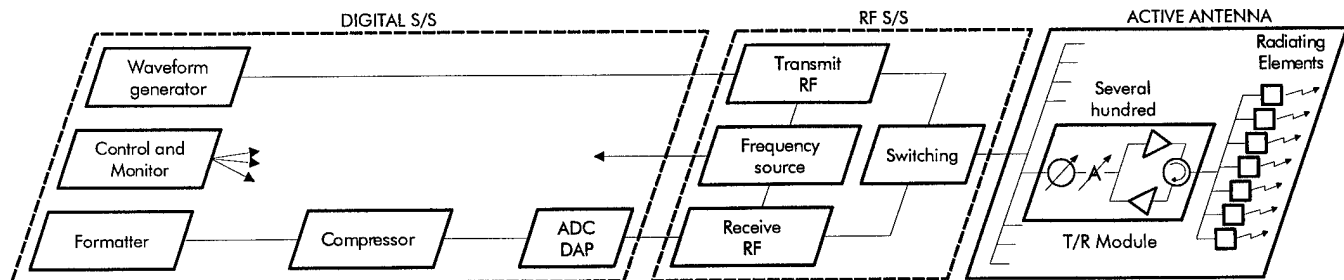 DIGITAL S/S
RF S/S
ACTIVE ANTENNA
Waveform
generator
Transmit
RF
Radiating
Elements
Several
hundred
Control and
Monitor
Frequency
source
Switching
A
Formatter
Compressor
ADC
DAP
Receive
RF
T/R Module